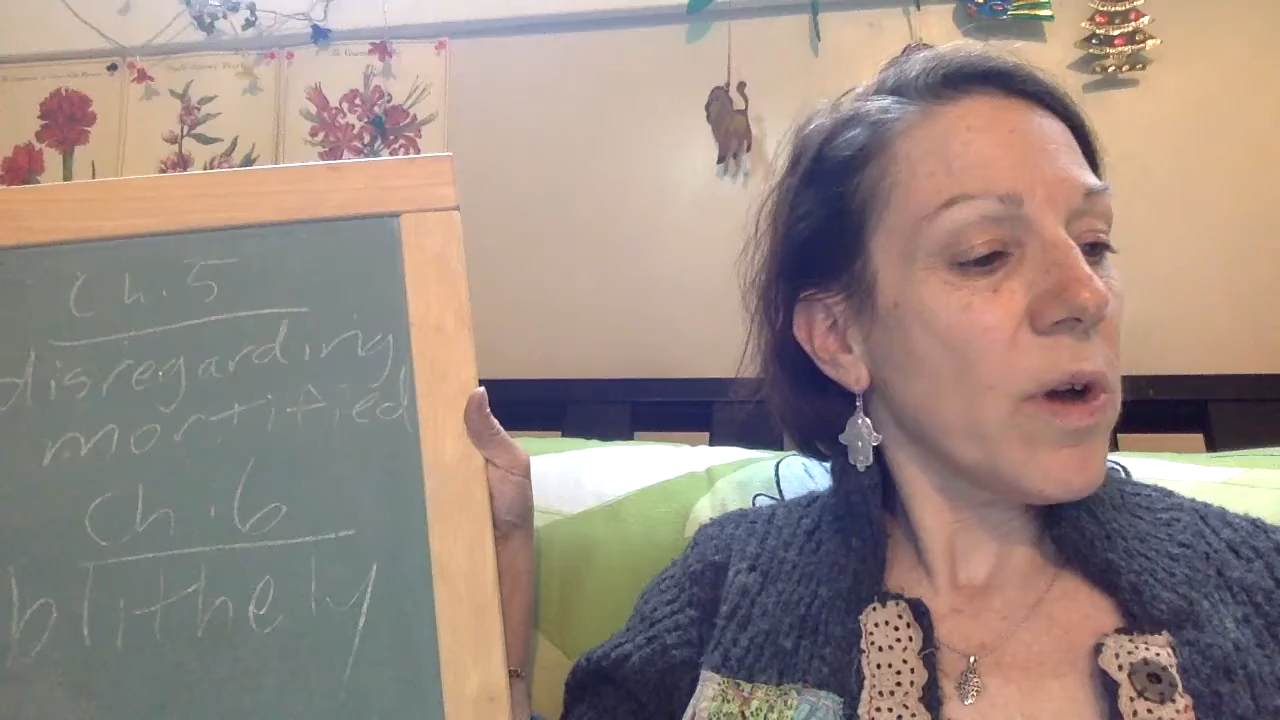 Ch. 5
disregarding
mortified
Ch. 6
blithely